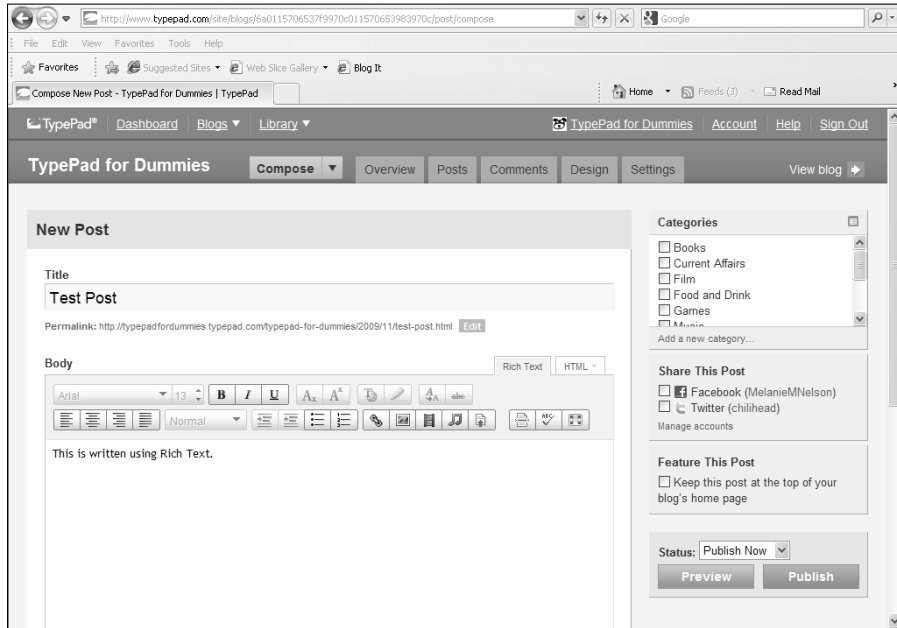 http://www.typepad.com/site/blogs/6a0115706537f9970c011570653983970c/post/compose
Google
File Edit View Favorites Tools Help
Favorites Suggested Sites Web Slice Gallery Blog It
Compose New Post - TypePad for Dummies | TypePad Home Feeds (J) Read Mail
TypePad® Dashboard Blogs Library TypePad for Dummies Account Help Sign Out
TypePad for Dummies Compose Overview Posts Comments Design Settings View blog
New Post
Title
Test Post
Permalink: http://typepadfordummies.typepad.com/typepad-for-dummies/2009/11/test-post.html Edit
Body Rich Text HTML
Arial 13 B I U Ax Ax A abc
Normal ABC
This is written using Rich Text.
Categories
Books
Current Affairs
Film
Food and Drink
Games
Music
Add a new category...
Share This Post
Facebook (MelanieMNelson)
Twitter (chilihead)
Manage accounts
Feature This Post
Keep this post at the top of your
blog's home page
Status: Publish Now
Preview Publish